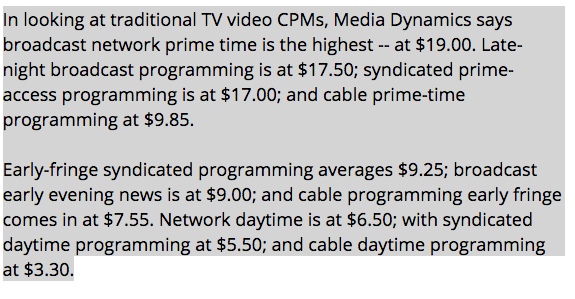 In looking at traditional TV video CPMs, Media Dynamics says
broadcast network prime time is the highest -- at $19.00. Late-
night broadcast programming is at $17.50; syndicated prime-
access programming is at $17.00; and cable prime-time
programming at $9.85.
Early-fringe syndicated programming averages $9.25; broadcast
early evening news is at $9.00; and cable programming early fringe
comes in at $7.55. Network daytime is at $6.50; with syndicated
daytime programming at $5.50; and cable daytime programming
at $3.30.